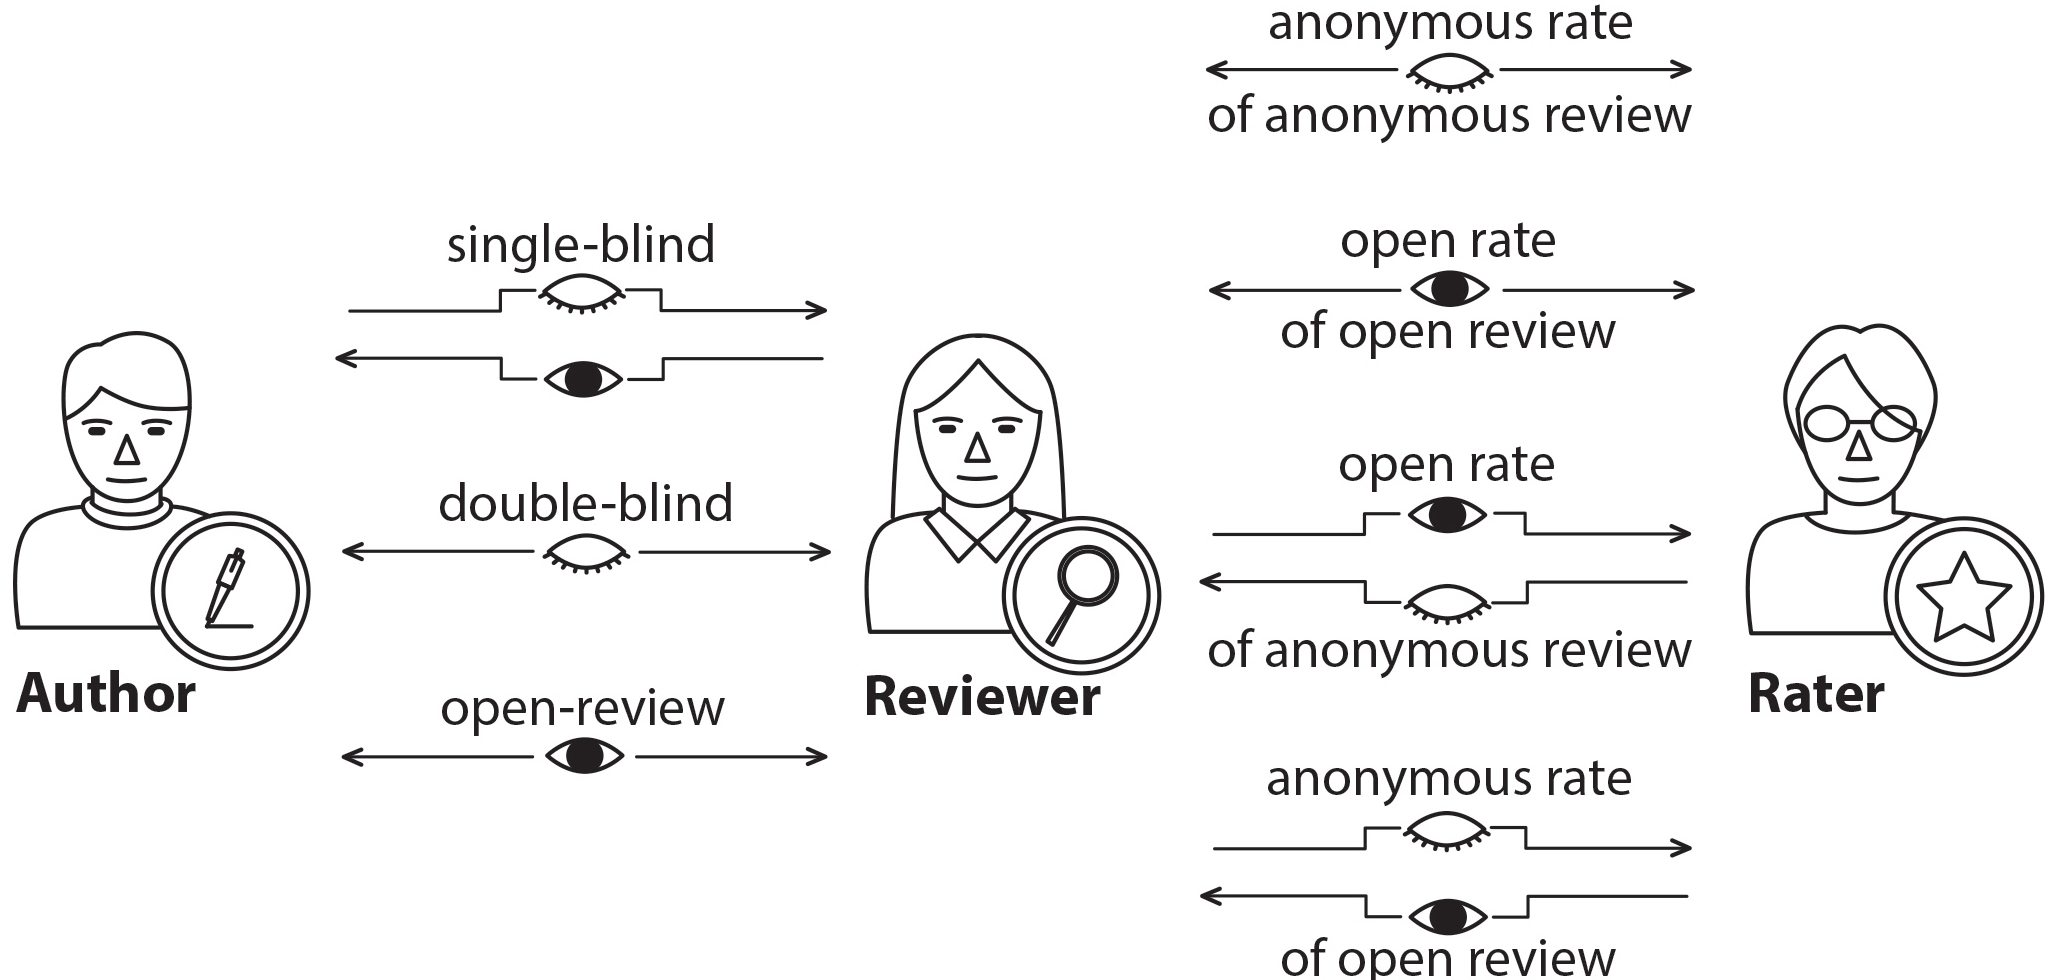 single-blind
double-blind
open-review
Author
Reviewer
anonymous rate
of anonymous review
open rate
of open review
open rate
of anonymous review
anonymous rate
of open review
Rater